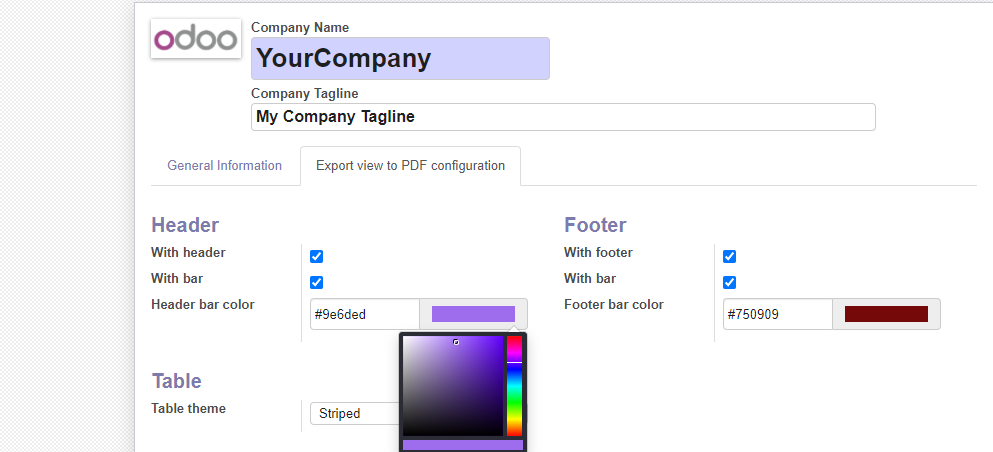 odoo
Company Name
YourCompany
Company Tagline
My Company Tagline
General Information
Export view to PDF configuration
Header
With header
With bar
Header bar color
#9e6ded
Footer
With footer
With bar
Footer bar color
#750909
Table
Table theme
Striped